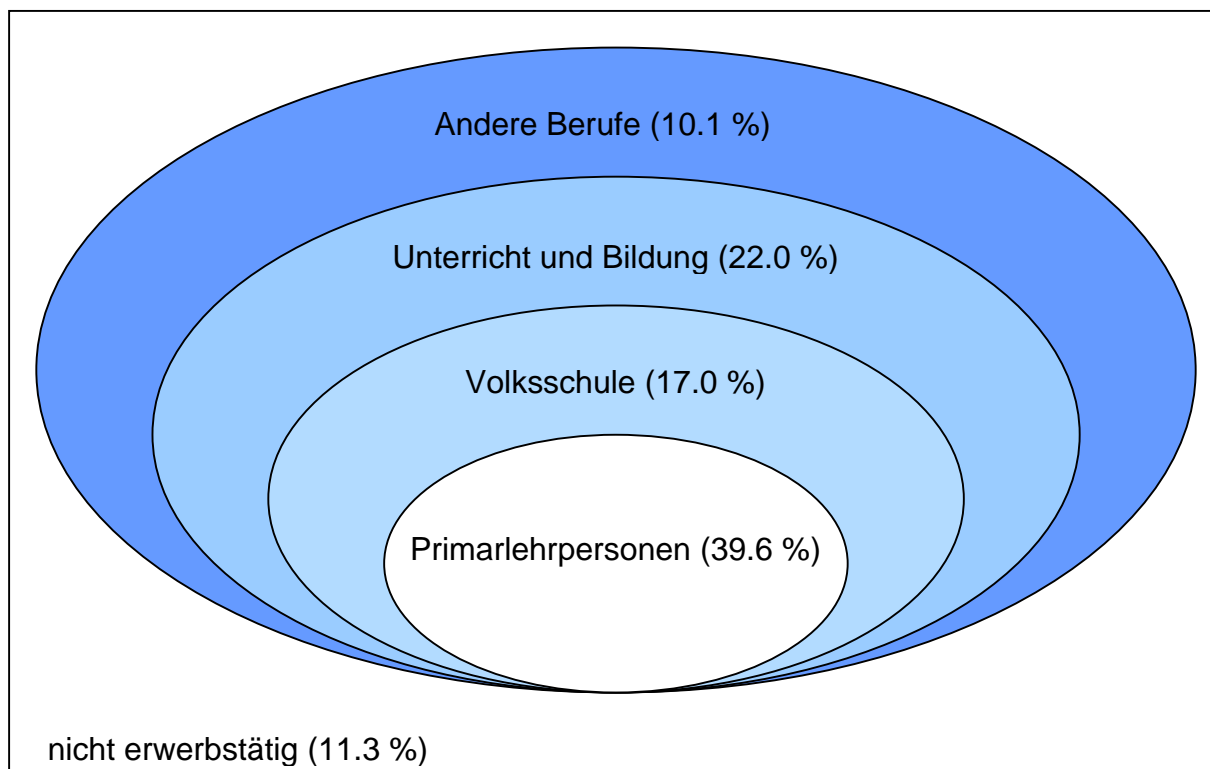 Andere Berufe (10.1 %)
Unterricht und Bildung (22.0 %)
Volksschule (17.0 %)
Primarlehrpersonen (39.6 %)
nicht erwerbstätig (11.3 %)